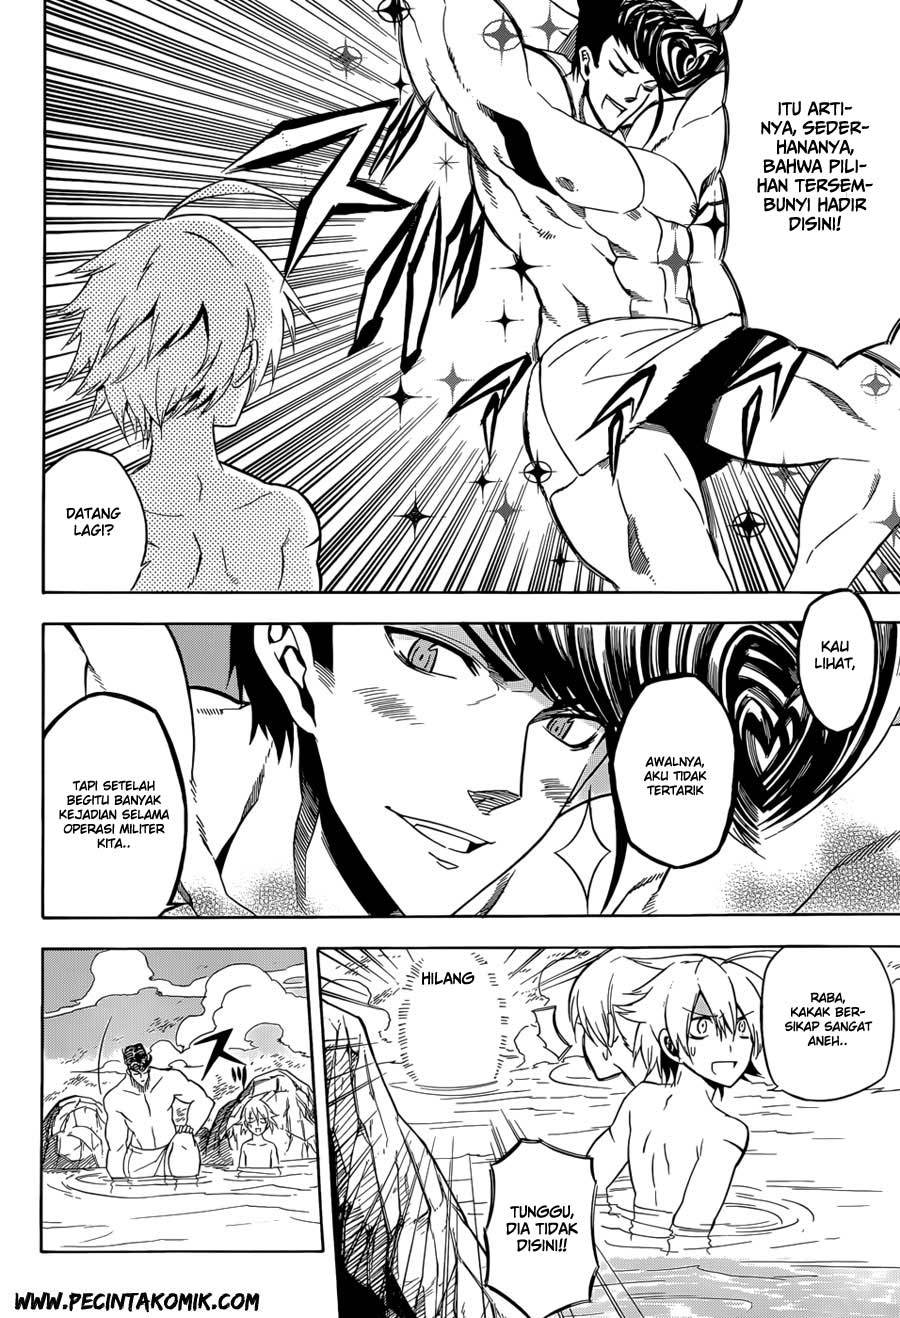 ITU ARTI-
NYA, SEDER-
HANANYA,
BAHWA PILI-
HAN TERSEM-
BUNYI HADIR
DISINI!
DATANG
LAGI?
KAU
LIHAT,
AWALNYA,
AKU TIDAK
TERTARIK
TAPI SETELAH
BEGITU BANYAK
KEJADIAN SELAMA
OPERASI MILITER
KITA..
HILANG
RABA,
KAKAK BER-
SIKAP SANGAT
ANEH..
TUNGGU,
DIA TIDAK
DISINI!!
WWW.PECINTAKOMIK.COM